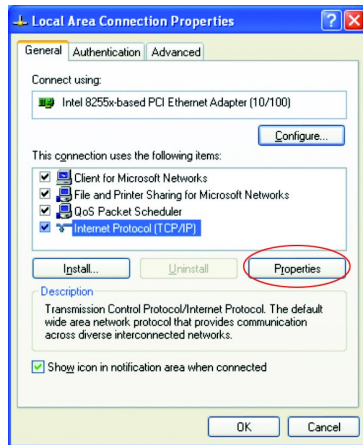 Local Area Connection Properties
General Authentication Advanced
Connect using:
Intel 8255x-based PCI Ethernet Adapter (10/100)
Configure...
This connection uses the following items:
Client for Microsoft Networks
File and Printer Sharing for Microsoft Networks
QoS Packet Scheduler
Internet Protocol (TCP/IP)
Install... Uninstall Properties
Description
Transmission Control Protocol/Internet Protocol. The default
wide area network protocol that provides communication
across diverse interconnected networks.
Show icon in notification area when connected
OK Cancel